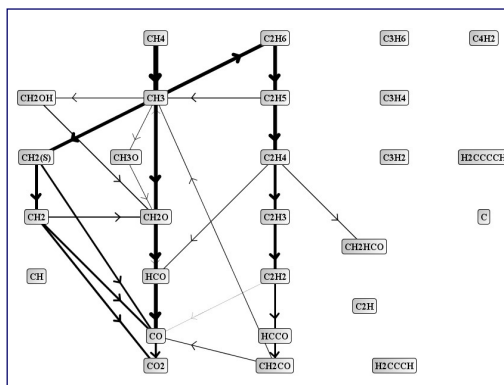 CH4 C2H6 C3H6 C4H2
CH2OH CH3 C2H5 C3H4
CH2(S) CH3O C2H4 C3H2 H2CCCCH
CH2 CH2O C2H3 C
CH2HCO
CH HCO C2H2
C2H
CO HCCO
CO2 CH2CO H2CCCH